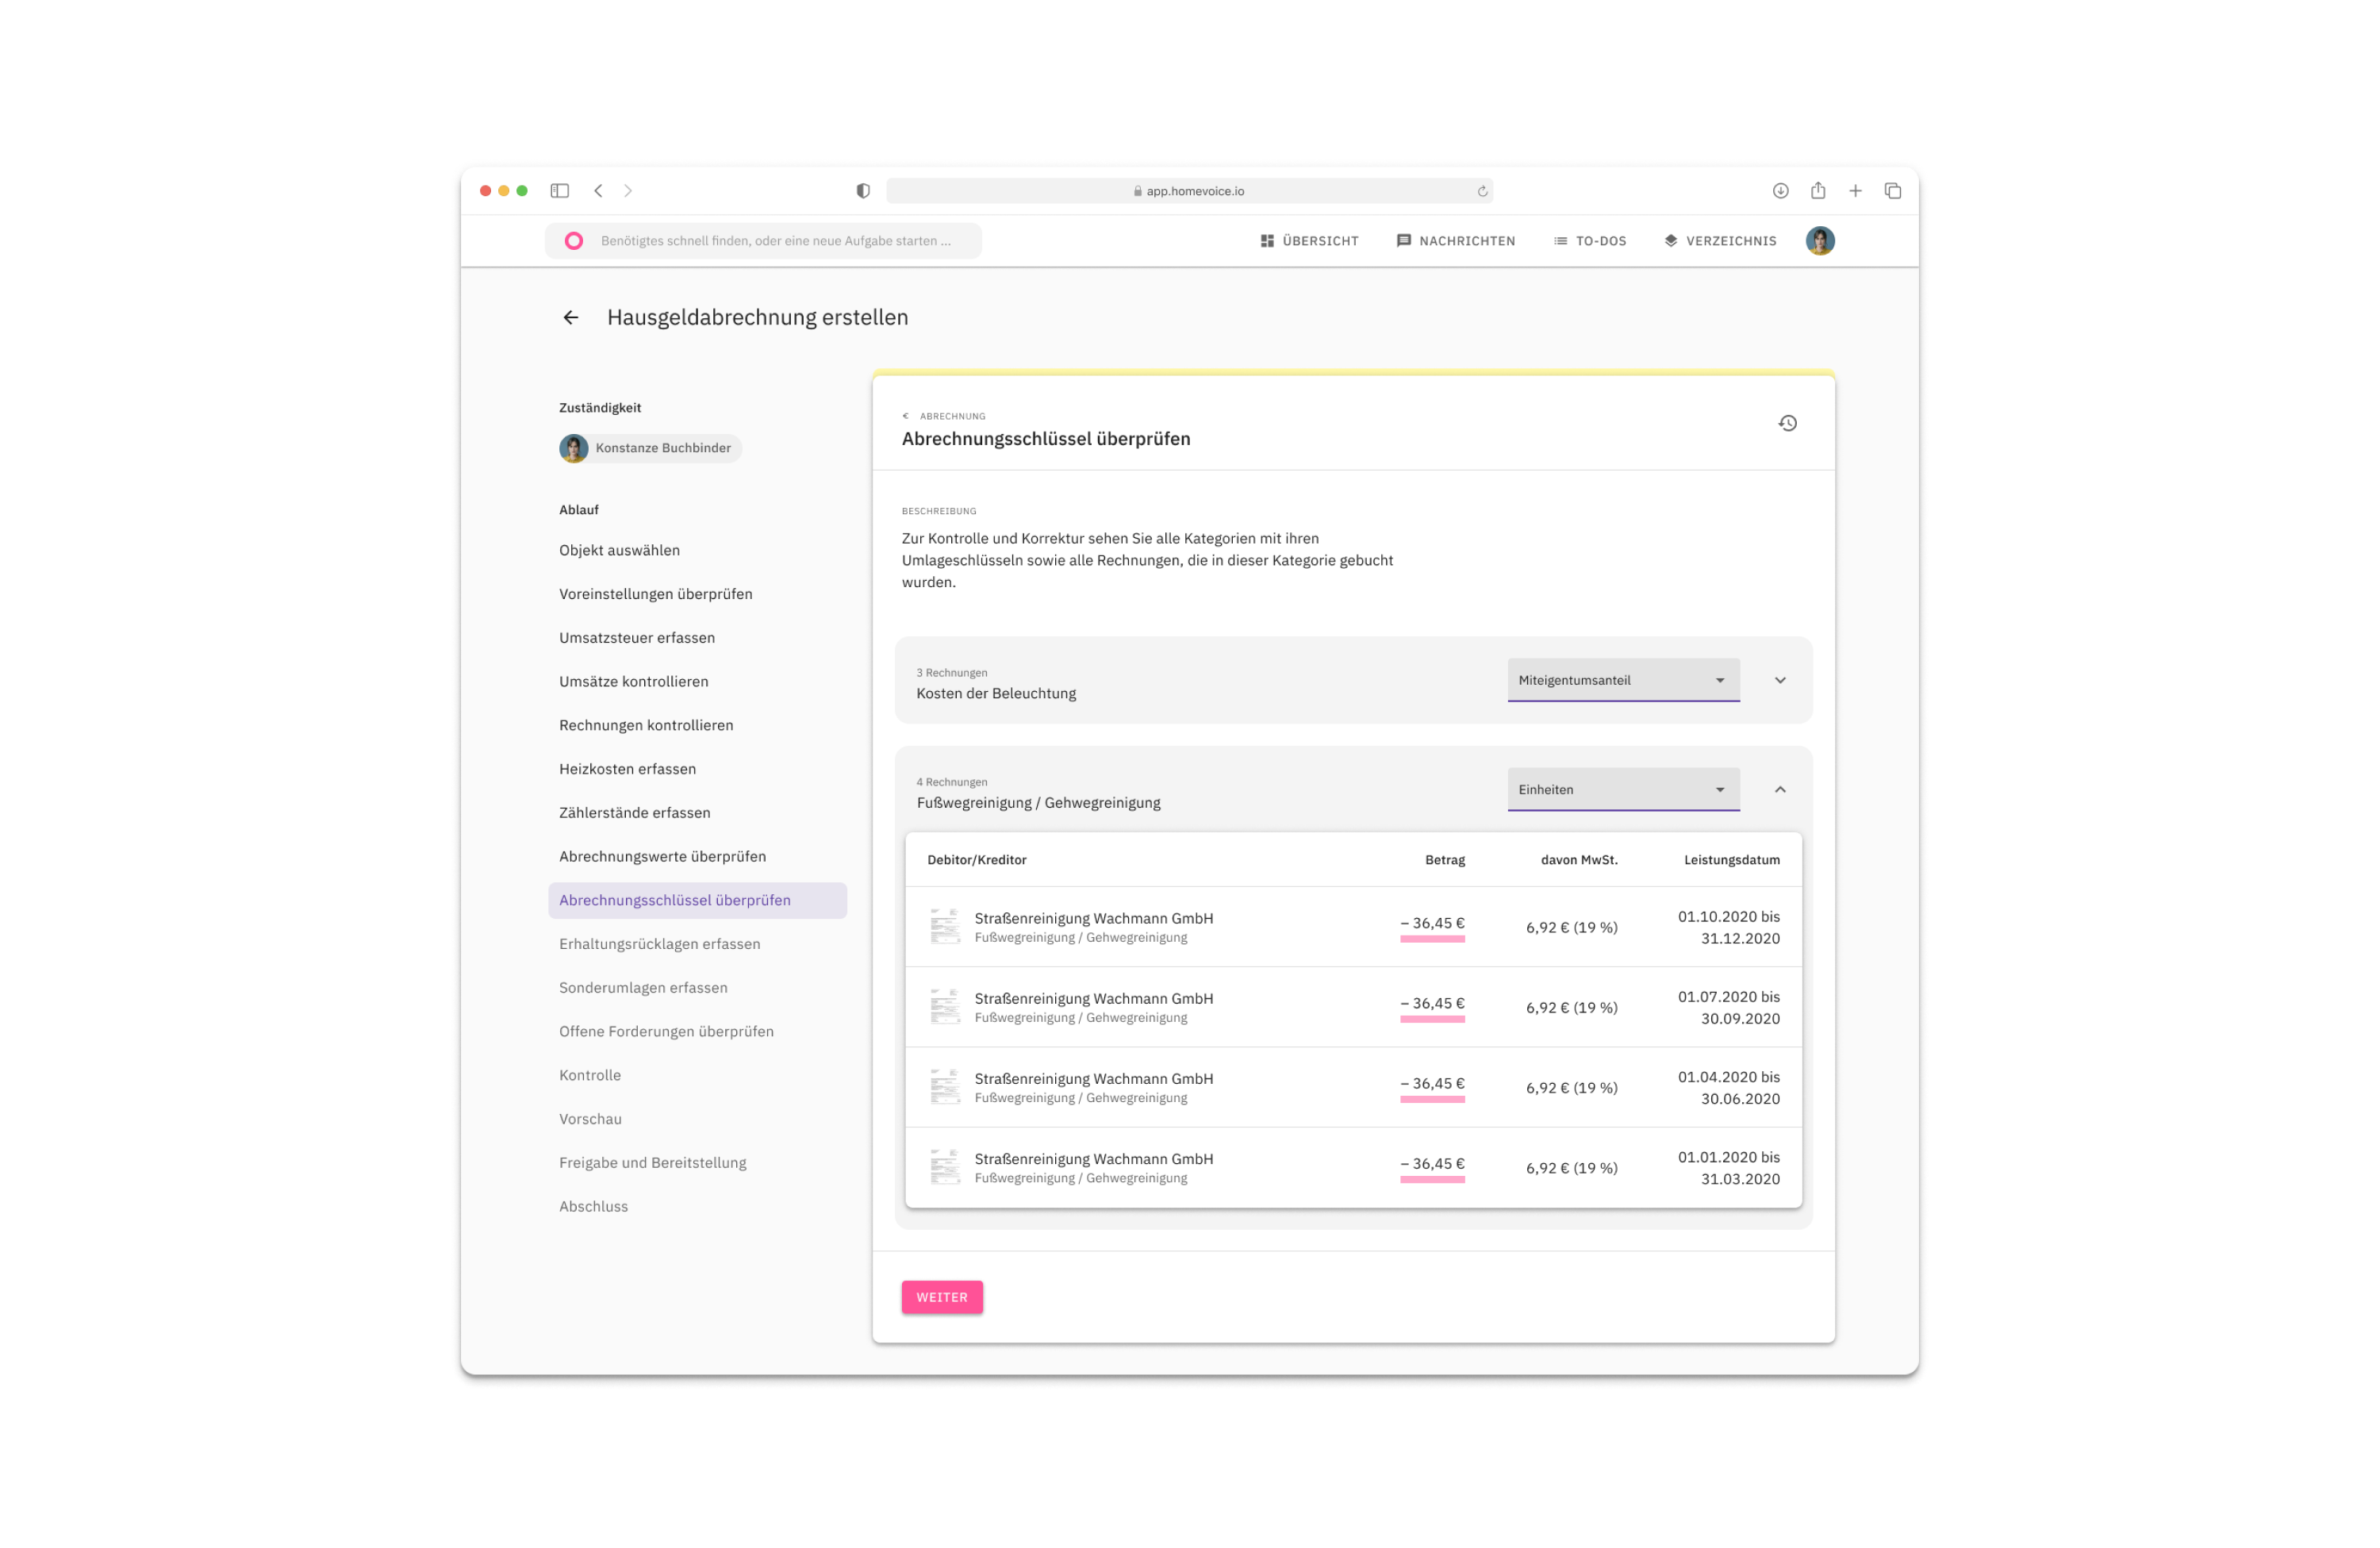 app.homevoice.io
Benötigtes schnell finden, oder eine neue Aufgabe starten ...
ÜBERSICHT
NACHRICHTEN
TO-DOS
VERZEICHNIS
Hausgeldabrechnung erstellen
Zuständigkeit
Konstanze Buchbinder
Ablauf
Objekt auswählen
Voreinstellungen überprüfen
Umsatzsteuer erfassen
Umsätze kontrollieren
Rechnungen kontrollieren
Heizkosten erfassen
Zählerstände erfassen
Abrechnungswerte überprüfen
Abrechnungsschlüssel überprüfen
Erhaltungsrücklagen erfassen
Sonderumlagen erfassen
Offene Forderungen überprüfen
Kontrolle
Vorschau
Freigabe und Bereitstellung
Abschluss
€ ABRECHNUNG
Abrechnungsschlüssel überprüfen
BESCHREIBUNG
Zur Kontrolle und Korrektur sehen Sie alle Kategorien mit ihren
Umlageschlüsseln sowie alle Rechnungen, die in dieser Kategorie gebucht
wurden.
3 Rechnungen
Kosten der Beleuchtung
Miteigentumsanteil
4 Rechnungen
Fußwegreinigung / Gehwegreinigung
Einheiten
Debitor/Kreditor Betrag davon MwSt. Leistungsdatum
Straßenreinigung Wachmann GmbH
Fußwegreinigung / Gehwegreinigung
– 36,45 €
6,92 € (19 %)
01.10.2020 bis
31.12.2020
Straßenreinigung Wachmann GmbH
Fußwegreinigung / Gehwegreinigung
– 36,45 €
6,92 € (19 %)
01.07.2020 bis
30.09.2020
Straßenreinigung Wachmann GmbH
Fußwegreinigung / Gehwegreinigung
– 36,45 €
6,92 € (19 %)
01.04.2020 bis
30.06.2020
Straßenreinigung Wachmann GmbH
Fußwegreinigung / Gehwegreinigung
– 36,45 €
6,92 € (19 %)
01.01.2020 bis
31.03.2020
WEITER